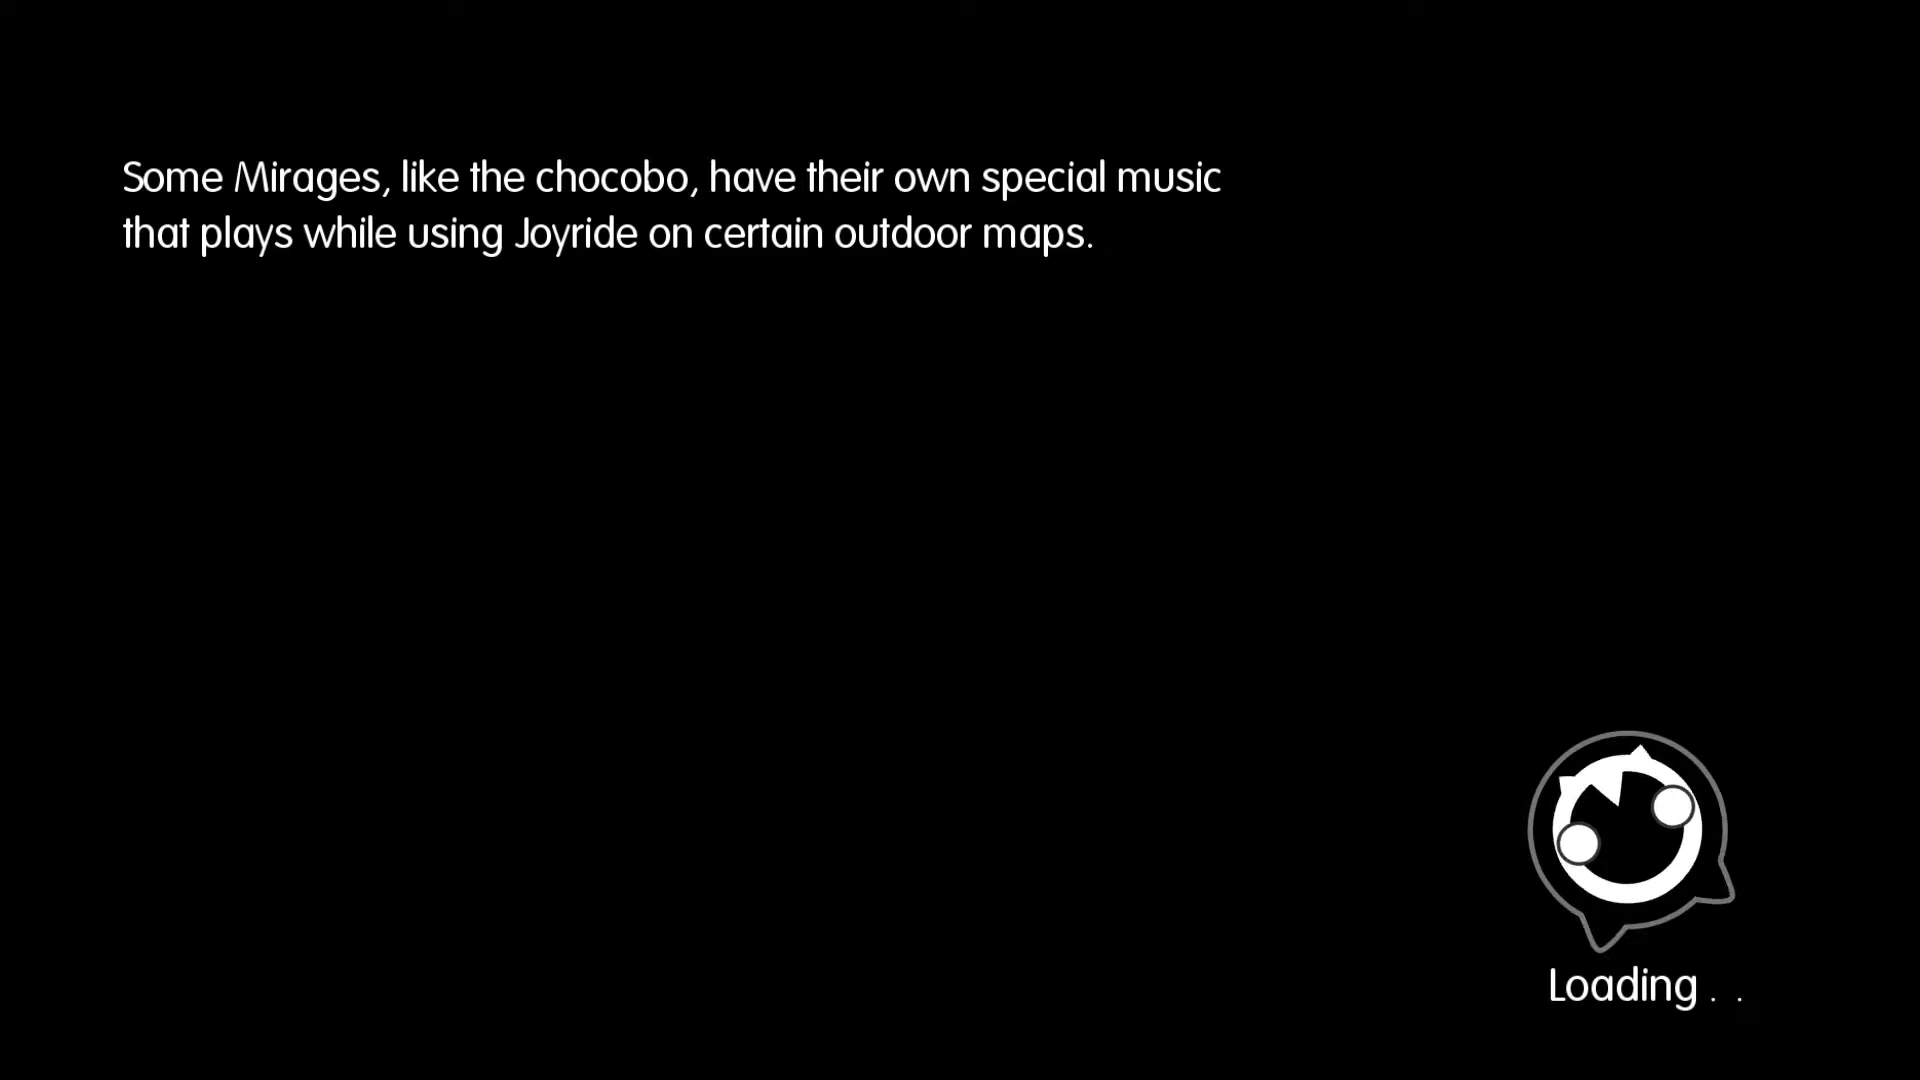 Some Mirages, like the chocobo, have their own special music
that plays while using Joyride on certain outdoor maps.
Loading . .